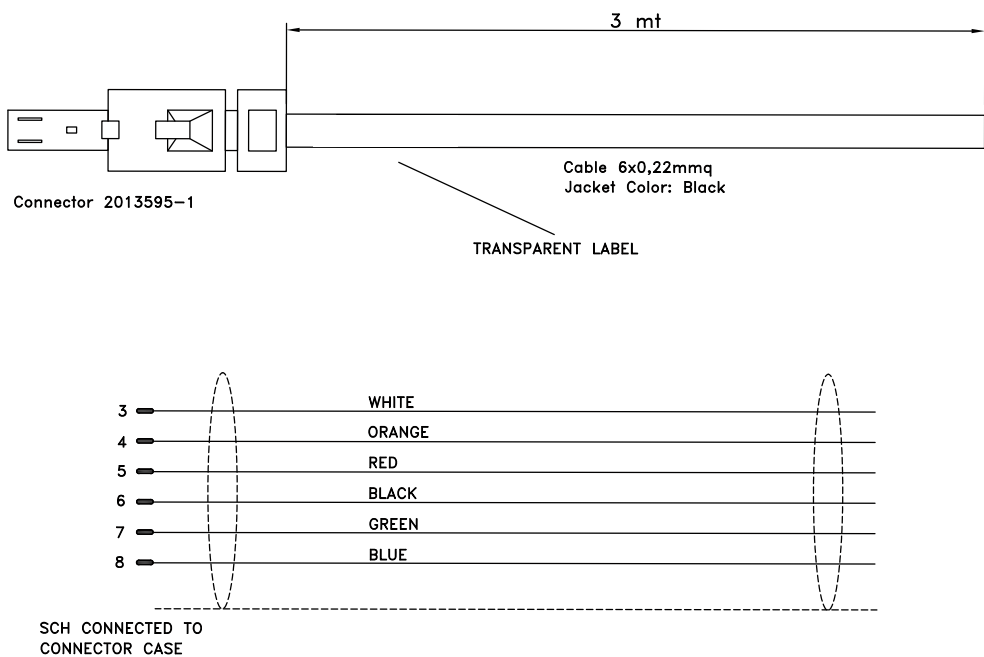 3 mt
Cable 6x0,22mmq
Jacket Color: Black
Connector 2013595-1
TRANSPARENT LABEL
3 WHITE
4 ORANGE
5 RED
6 BLACK
7 GREEN
8 BLUE
SCH CONNECTED TO
CONNECTOR CASE